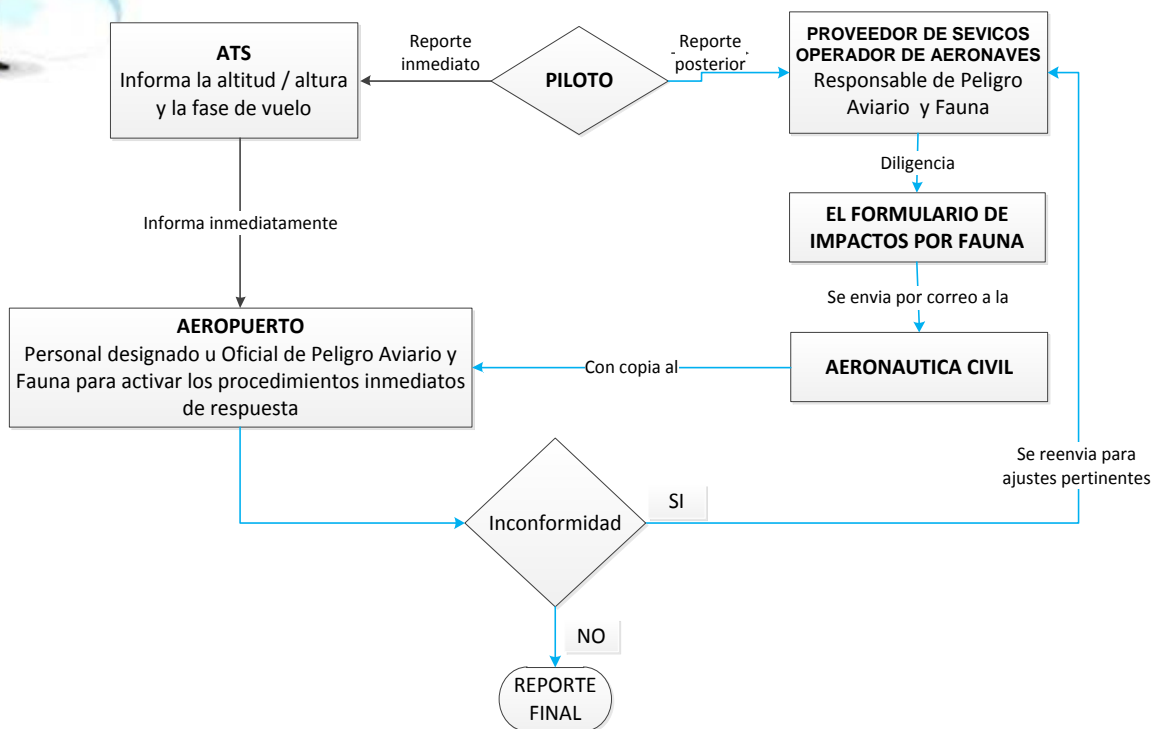 ATS
Informa la altitud / altura
y la fase de vuelo
Reporte
inmediato
PILOTO
Reporte
posterior
PROVEEDOR DE SEVICOS
OPERADOR DE AERONAVES
Responsable de Peligro
Aviario y Fauna
Diligencia
EL FORMULARIO DE
IMPACTOS POR FAUNA
Informa inmediatamente
Se envia por correo a la
AEROPUERTO
Personal designado u Oficial de Peligro Aviario y
Fauna para activar los procedimientos inmediatos
de respuesta
Con copia al
AERONAUTICA CIVIL
Se reenvia para
ajustes pertinentes
Inconformidad
SI
NO
REPORTE
FINAL